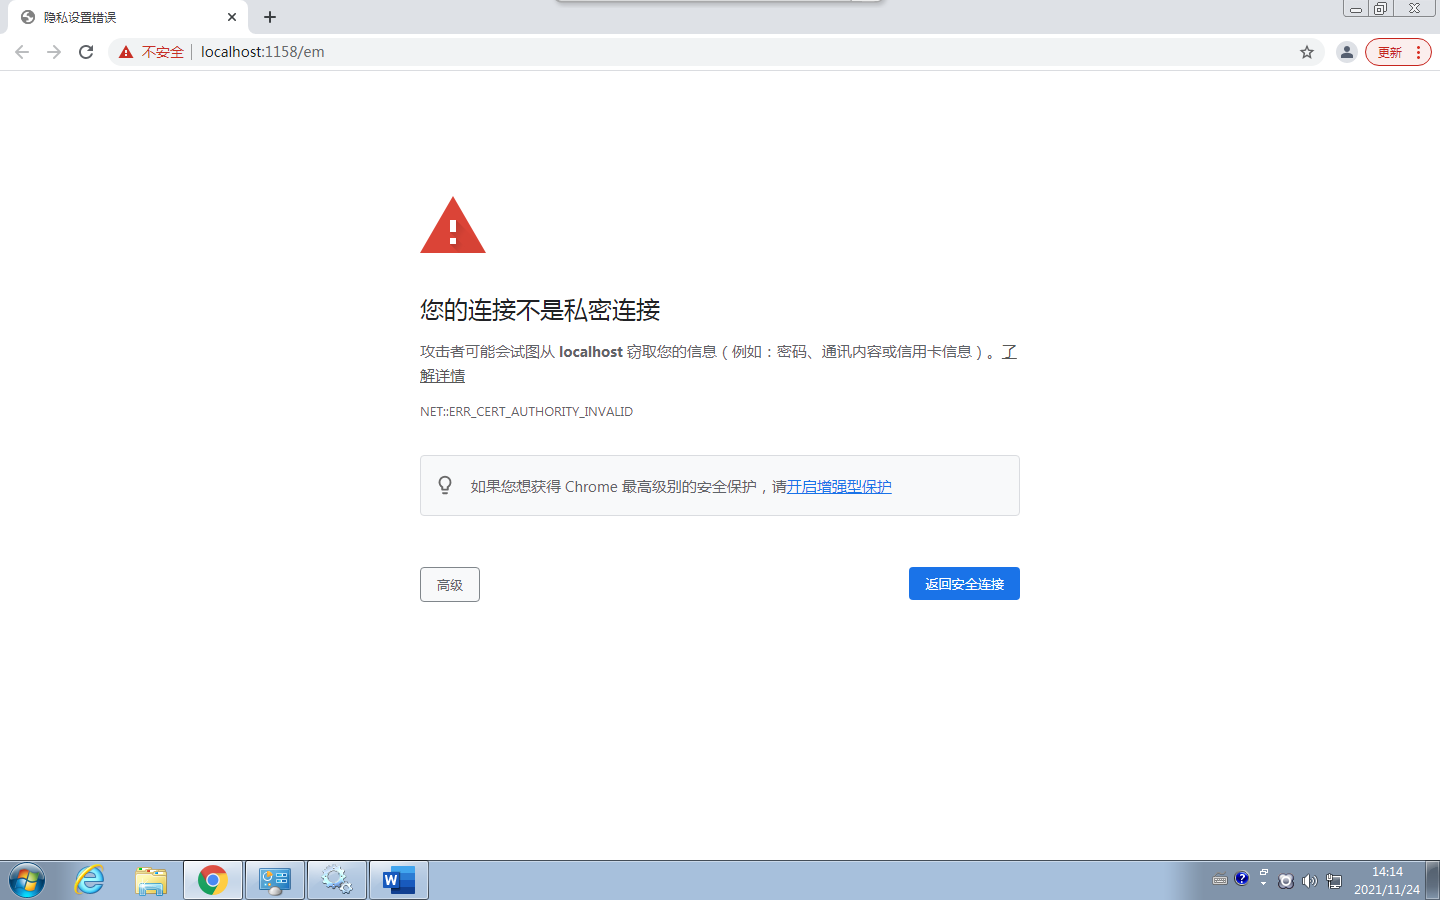 隐私设置错误
不安全 localhost:1158/em
更新
您的连接不是私密连接
攻击者可能会试图从 localhost 窃取您的信息（例如：密码、通讯内容或信用卡信息）。了
解详情
NET::ERR_CERT_AUTHORITY_INVALID
如果您想获得 Chrome 最高级别的安全保护，请开启增强型保护
高级
返回安全连接
14:14
2021/11/24